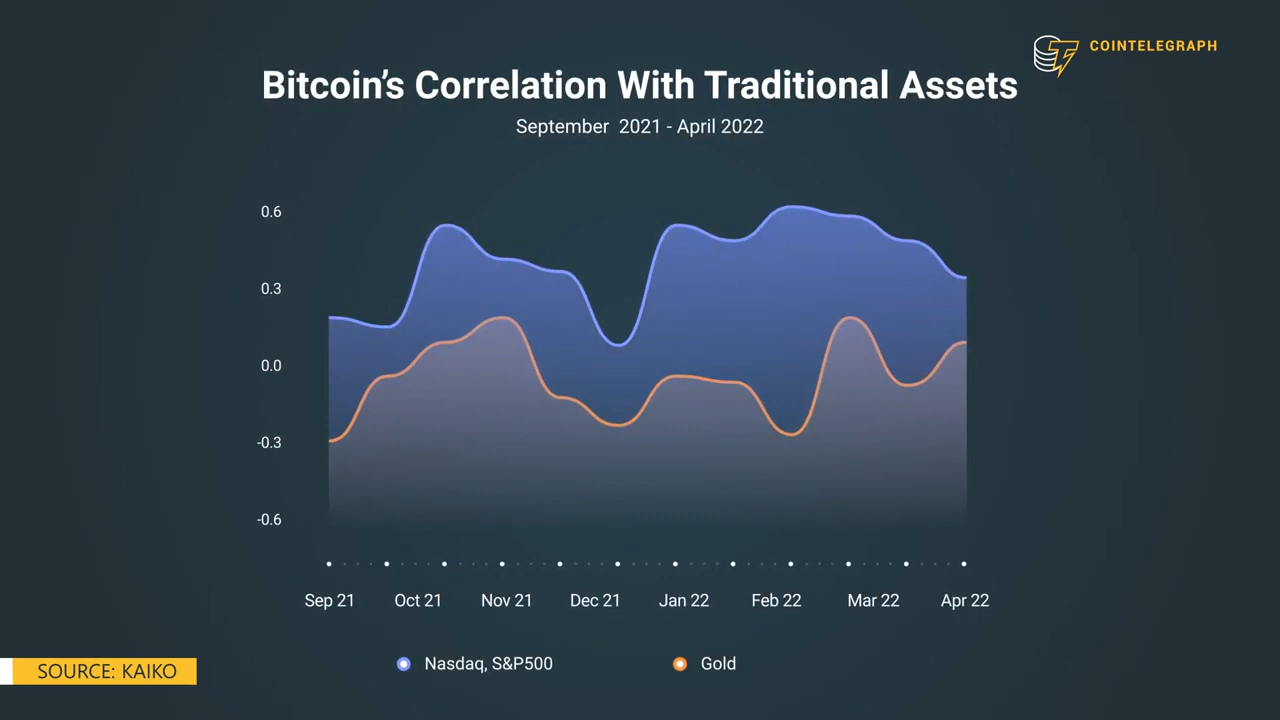 COINTELEGRAPH
Bitcoin’s Correlation With Traditional Assets
September 2021 - April 2022
0.6
0.3
0.0
-0.3
-0.6
Sep 21 Oct 21 Nov 21 Dec 21 Jan 22 Feb 22 Mar 22 Apr 22
Nasdaq, S&P500 Gold
SOURCE: KAIKO